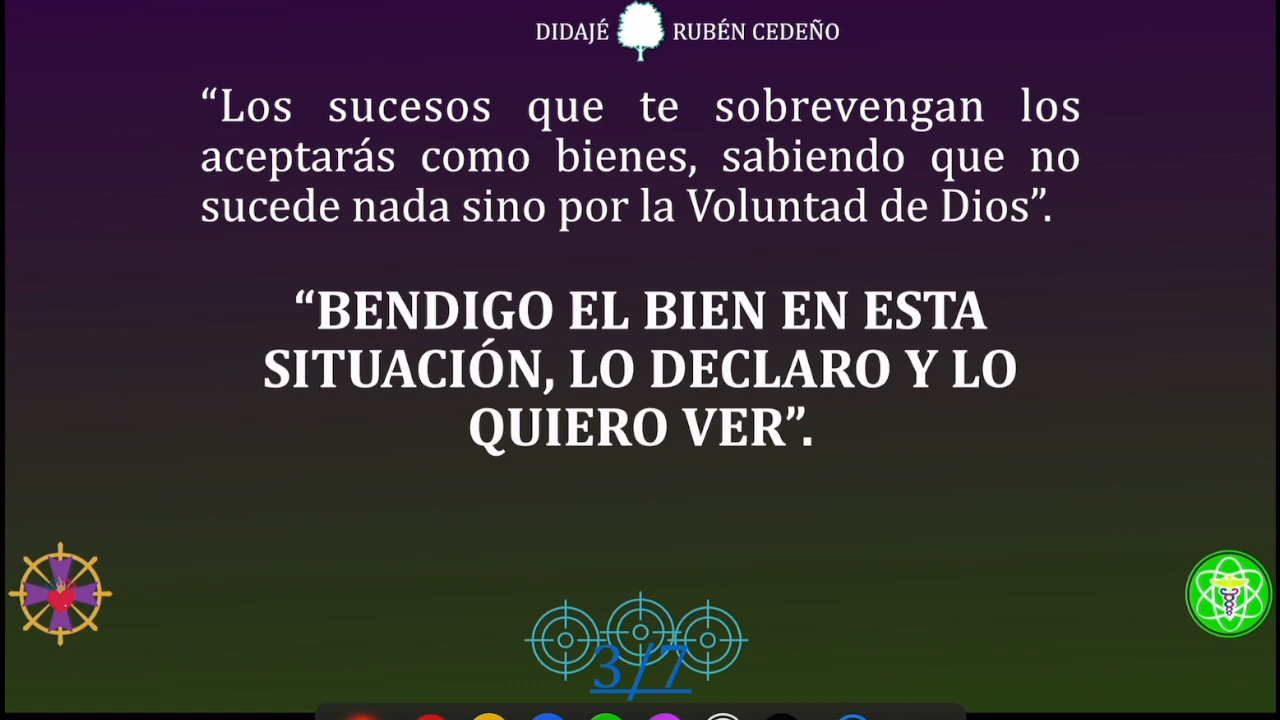 DIDAJÉ RUBÉN CEDEÑO
“Los sucesos que te sobrevengan los
aceptarás como bienes, sabiendo que no
sucede nada sino por la Voluntad de Dios”.
“BENDIGO EL BIEN EN ESTA
SITUACIÓN, LO DECLARO Y LO
QUIERO VER”.
3/7